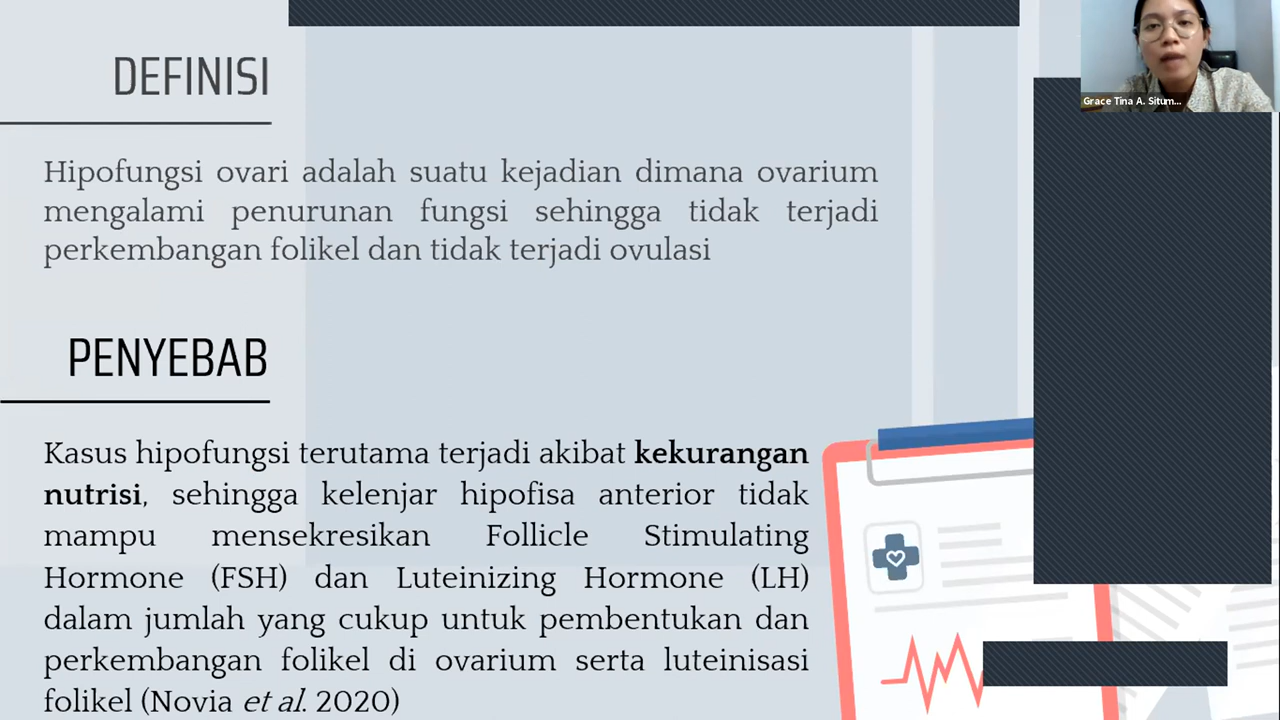 DEFINISI
Hipofungsi ovari adalah suatu kejadian dimana ovarium
mengalami penurunan fungsi sehingga tidak terjadi
perkembangan folikel dan tidak terjadi ovulasi
PENYEBAB
Kasus hipofungsi terutama terjadi akibat kekurangan
nutrisi, sehingga kelenjar hipofisa anterior tidak
mampu mensekresikan Follicle Stimulating
Hormone (FSH) dan Luteinizing Hormone (LH)
dalam jumlah yang cukup untuk pembentukan dan
perkembangan folikel di ovarium serta luteinisasi
folikel (Novia et al. 2020)
Grace Tina A. Situm...